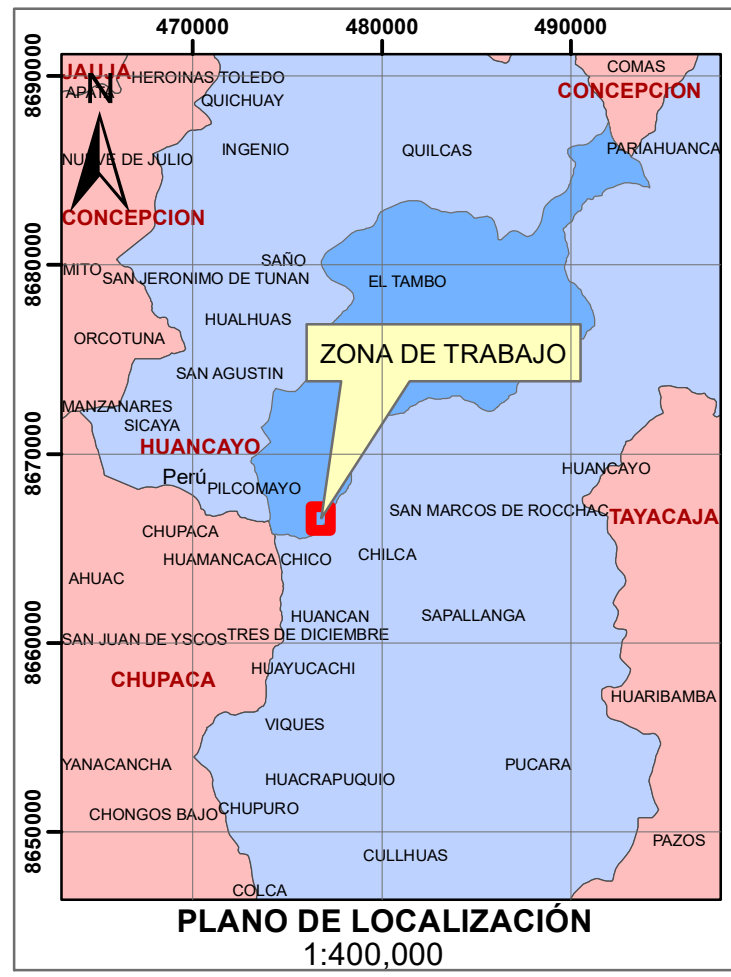 470000 480000 490000
8690000
8680000
8670000
8660000
8650000
COMAS
JAUJA
HEROINAS TOLEDO
N
APATA
CONCEPCION
QUICHUAY
INGENIO
QUILCAS
PARIAHUANCA
NUEVE DE JULIO
CONCEPCION
SAÑO
MITO
SAN JERONIMO DE TUNAN
EL TAMBO
HUALHUAS
ORCOTUNA
ZONA DE TRABAJO
SAN AGUSTIN
MANZANARES
SICAYA
HUANCAYO
HUANCAYO
Perú
PILCOMAYO
SAN MARCOS DE ROCCHAC
TAYACAJA
CHUPACA
HUAMANCACA CHICO
CHILCA
AHUAC
HUANCAN
SAPALLANGA
SAN JUAN DE YSCOS
TRES DE DICIEMBRE
HUAYUCACHI
CHUPACA
HUARIBAMBA
VIQUES
YANACANCHA
HUACRAPUQUIO
PUCARA
CHONGOS BAJO
CHUPURO
PAZOS
CULLHUAS
COLCA
PLANO DE LOCALIZACIÓN
1:400,000